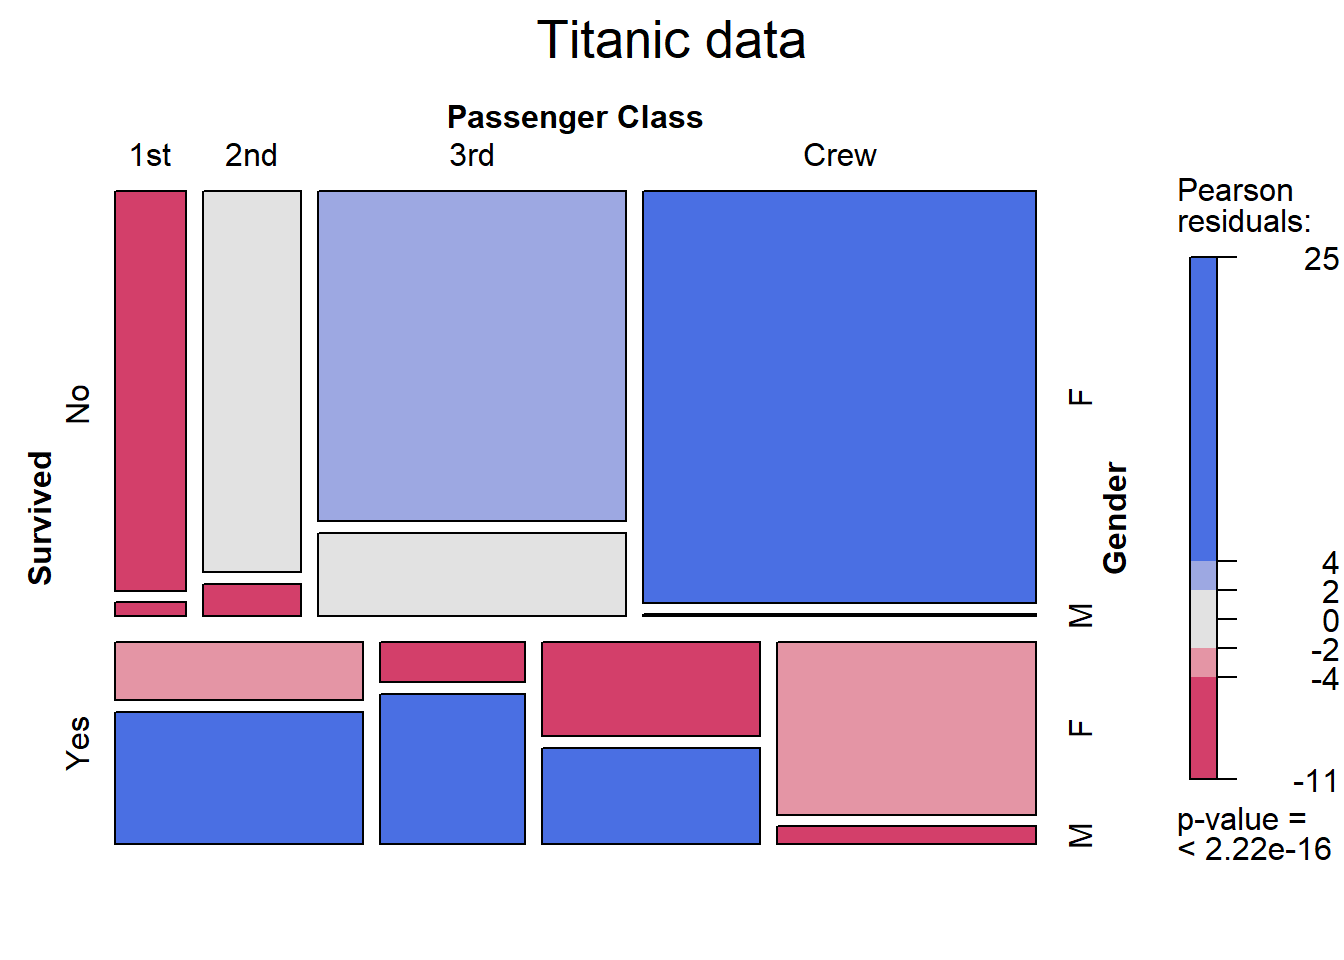 Titanic data
Passenger Class
1st 2nd 3rd Crew
Survived
No
Yes
Gender
F
M
F
M
Pearson
residuals:
25
4
2
0
-2
-4
-11
p-value =
< 2.22e-16